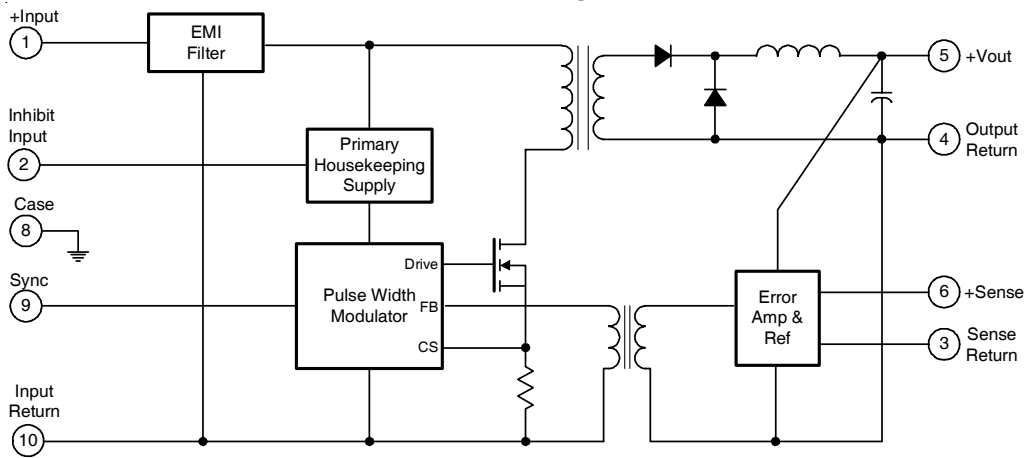 +Input
1
EMI
Filter
5
+Vout
Inhibit
Input
2
Primary
Housekeeping
Supply
4
Output
Return
Case
8
Drive
Sync
9
Pulse Width
Modulator
FB
CS
Error
Amp &
Ref
6
+Sense
3
Sense
Return
Input
Return
10